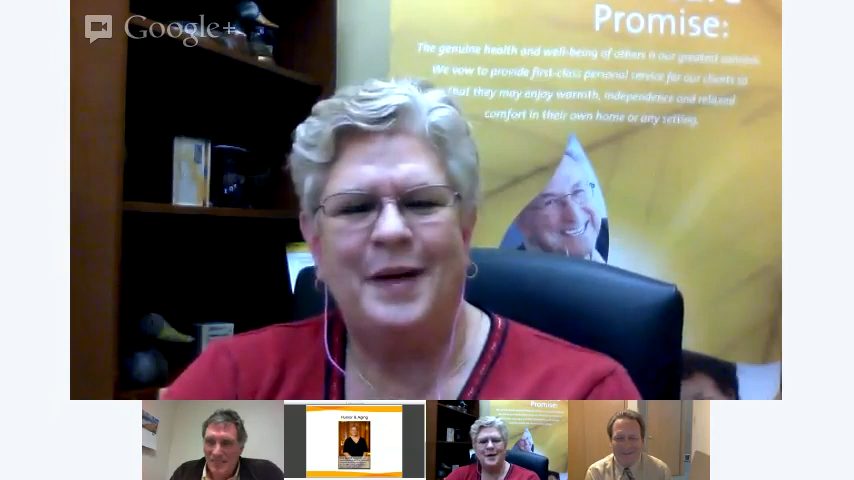 Google+
Promise:
The genuine health and well-being of others is our greatest
We vow to provide first-class personal service for our clients so
that they may enjoy warmth, independence and relaxed
comfort in their own home or any setting.
Humor & Aging
Promise: